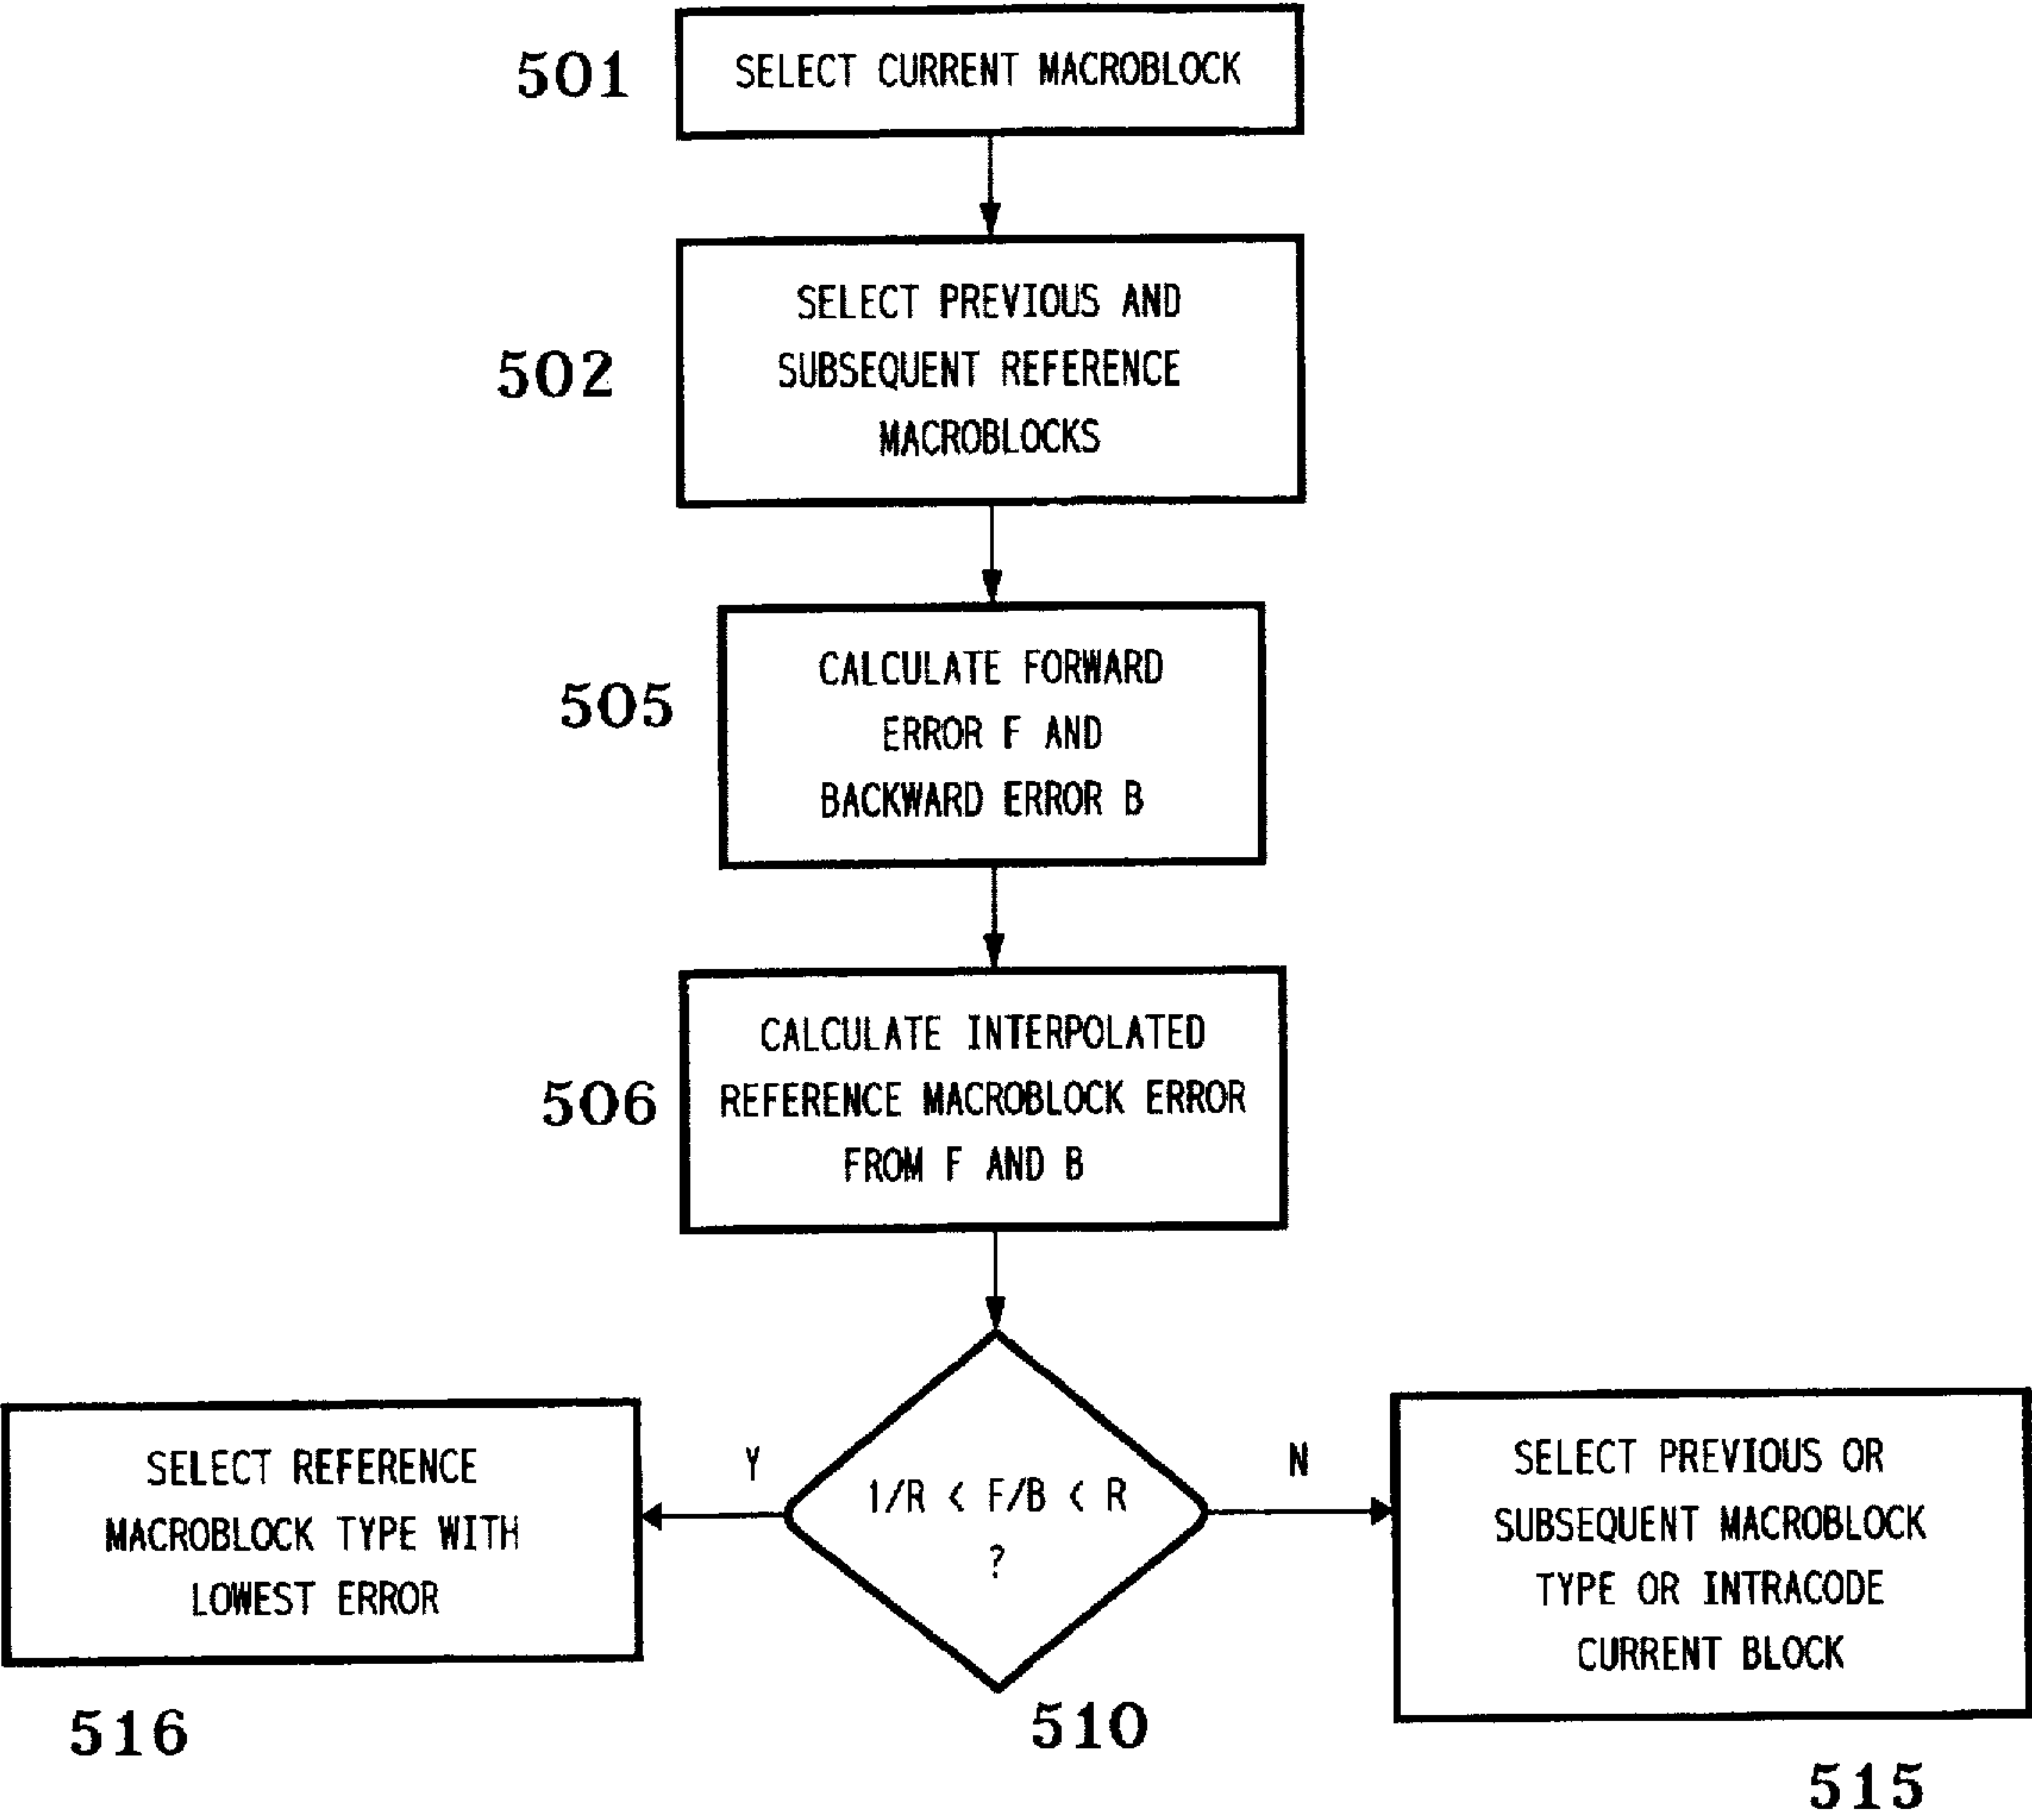 501
SELECT CURRENT MACROBLOCK
502
SELECT PREVIOUS AND
SUBSEQUENT REFERENCE
MACROBLOCKS
505
CALCULATE FORWARD
ERROR F AND
BACKWARD ERROR B
506
CALCULATE INTERPOLATED
REFERENCE MACROBLOCK ERROR
FROM F AND B
510
1/R < F/B < R
?
Y
N
SELECT REFERENCE
MACROBLOCK TYPE WITH
LOWEST ERROR
516
SELECT PREVIOUS OR
SUBSEQUENT MACROBLOCK
TYPE OR INTRACODE
CURRENT BLOCK
515